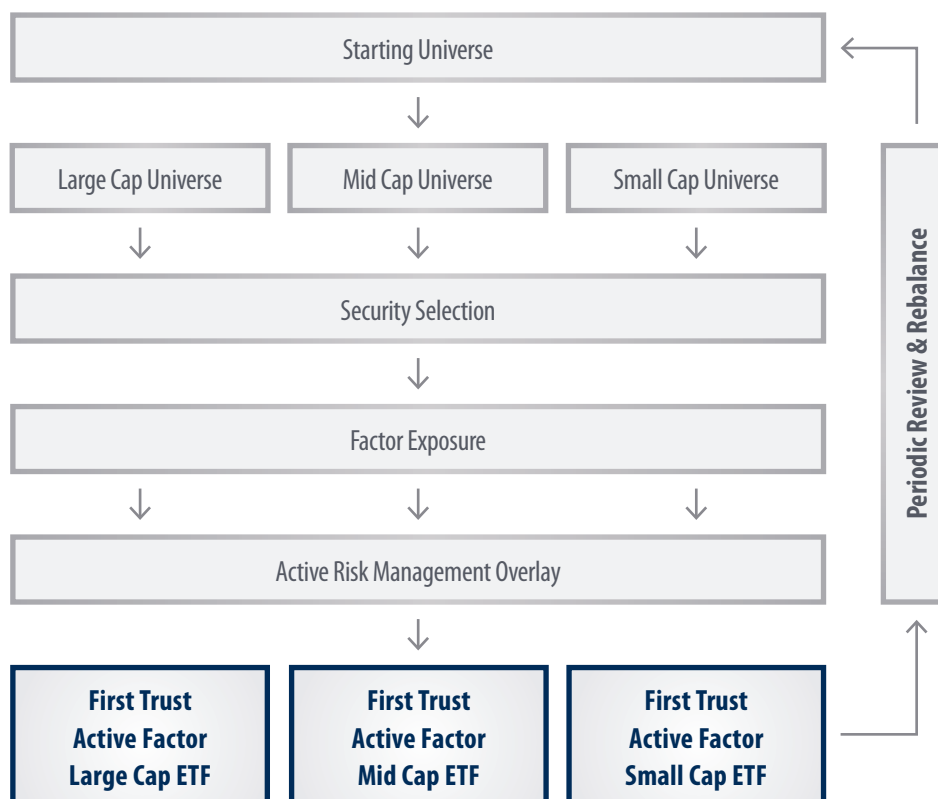 Starting Universe
Large Cap Universe
Mid Cap Universe
Small Cap Universe
Security Selection
Factor Exposure
Active Risk Management Overlay
First Trust
Active Factor
Large Cap ETF
First Trust
Active Factor
Mid Cap ETF
First Trust
Active Factor
Small Cap ETF
Periodic Review & Rebalance